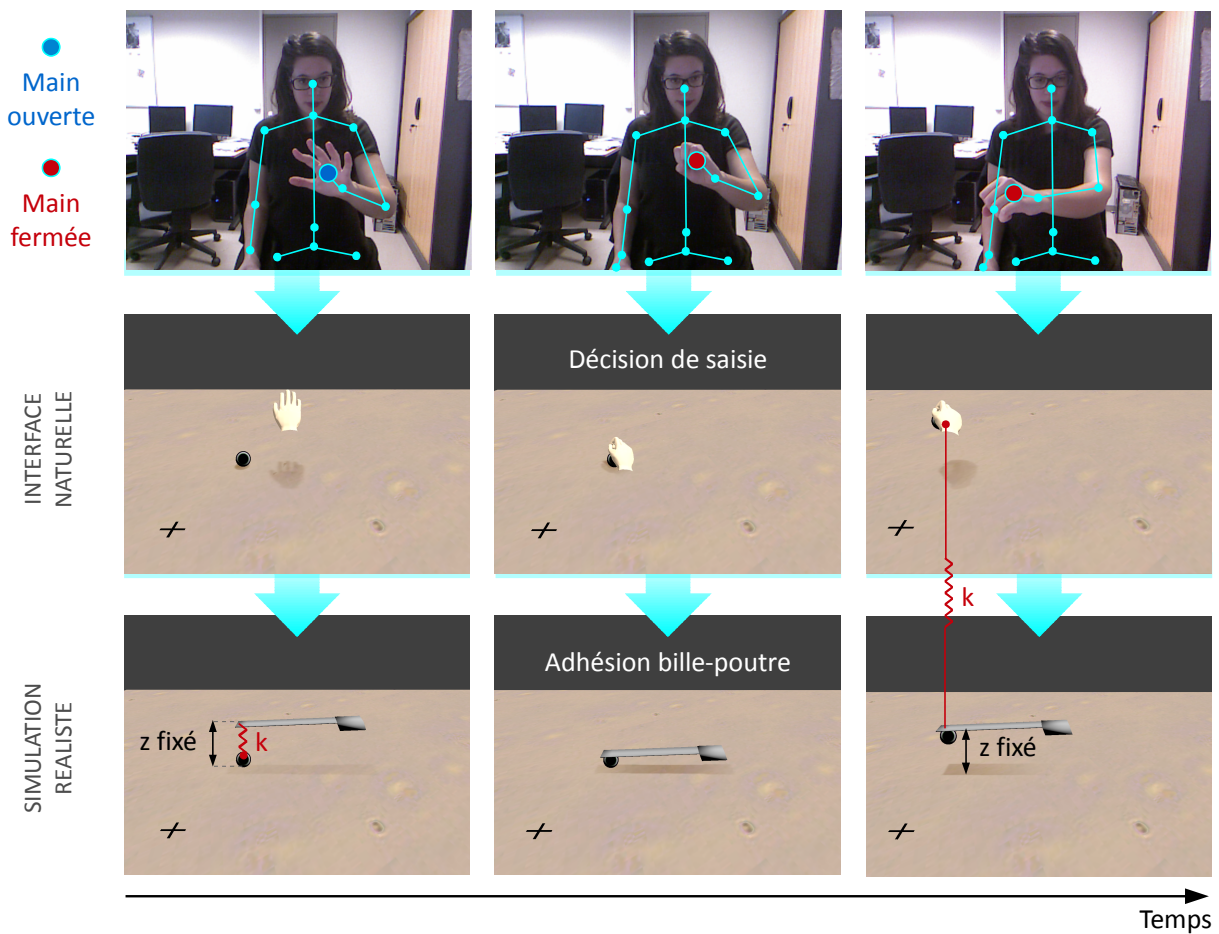 Main
ouverte
Main
fermée
INTERFACE
NATURELLE
Décision de saisie
k
SIMULATION
REALISTE
z fixé
k
Adhésion bille-poutre
z fixé
Temps